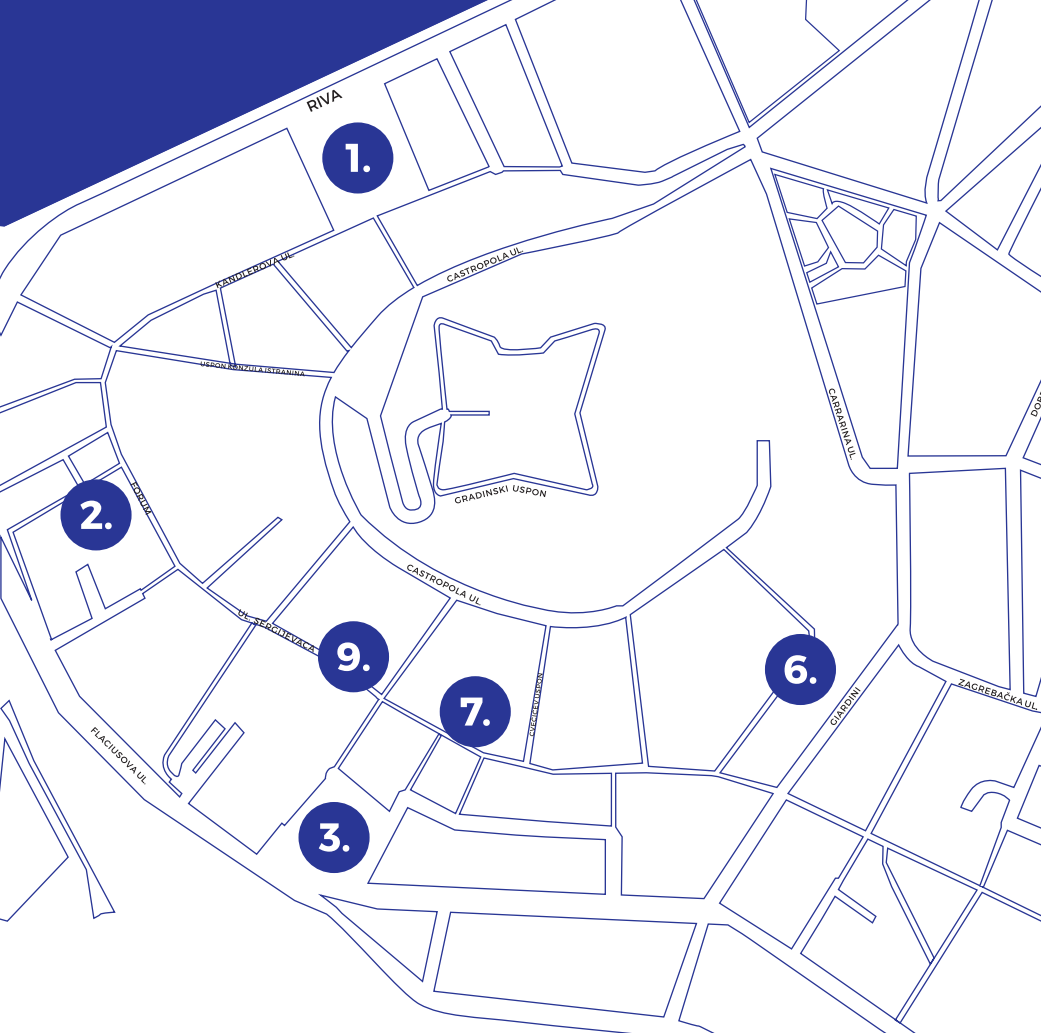 RIVA
1.
KANDLEROVA UL
CASTROPOLA UL
USPON KONZULA ISTRANINA
CARRARINA UL
GRADINSKI USPON
FORUM
2.
CASTROPOLA UL
UL SERGIJEVACA
9.
6.
7.
GIARDINI
ZAGREBAČKA UL
FLACIUSOVA UL
3.